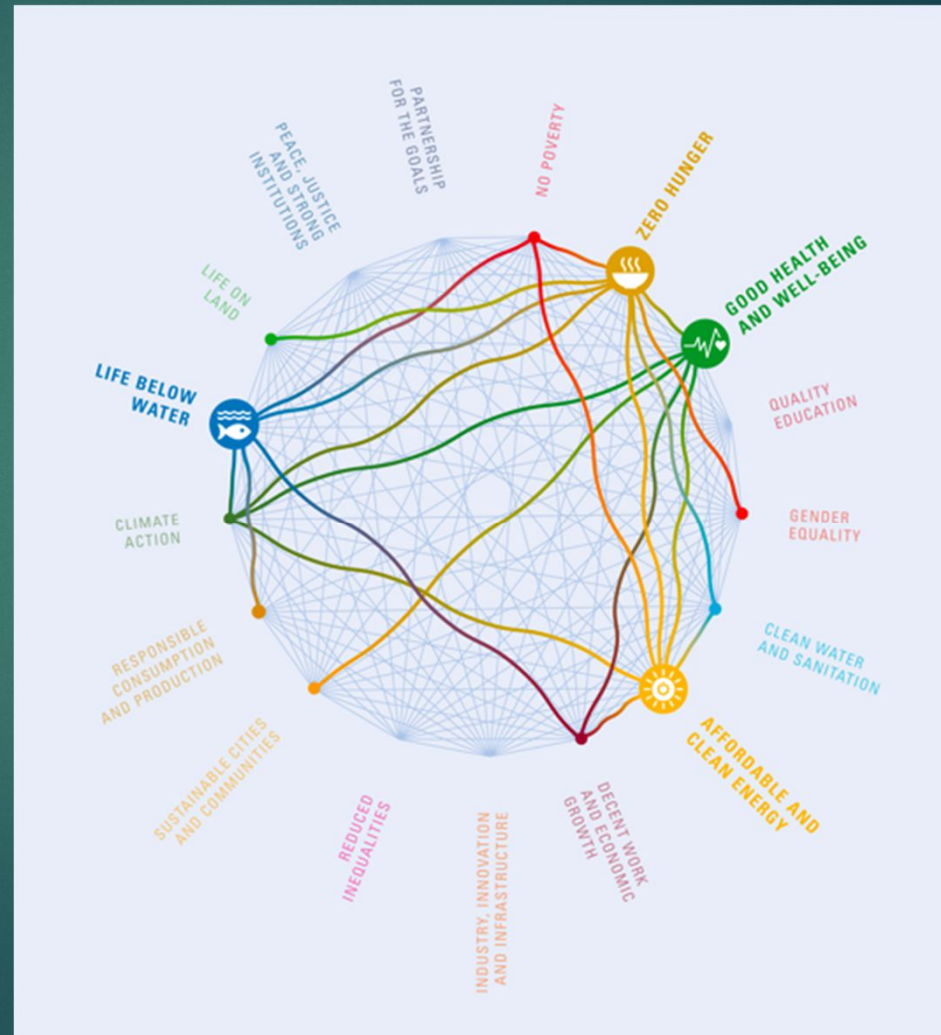 NO POVERTY
ZERO HUNGER
GOOD HEALTH
AND WELL-BEING
QUALITY
EDUCATION
GENDER
EQUALITY
CLEAN WATER
AND SANITATION
AFFORDABLE AND
CLEAN ENERGY
DECENT WORK
AND ECONOMIC
GROWTH
INDUSTRY, INNOVATION
AND INFRASTRUCTURE
REDUCED
INEQUALITIES
SUSTAINABLE CITIES
AND COMMUNITIES
RESPONSIBLE
CONSUMPTION
AND PRODUCTION
CLIMATE
ACTION
LIFE BELOW
WATER
LIFE ON
LAND
PEACE, JUSTICE
AND STRONG
INSTITUTIONS
PARTNERSHIP
FOR THE GOALS